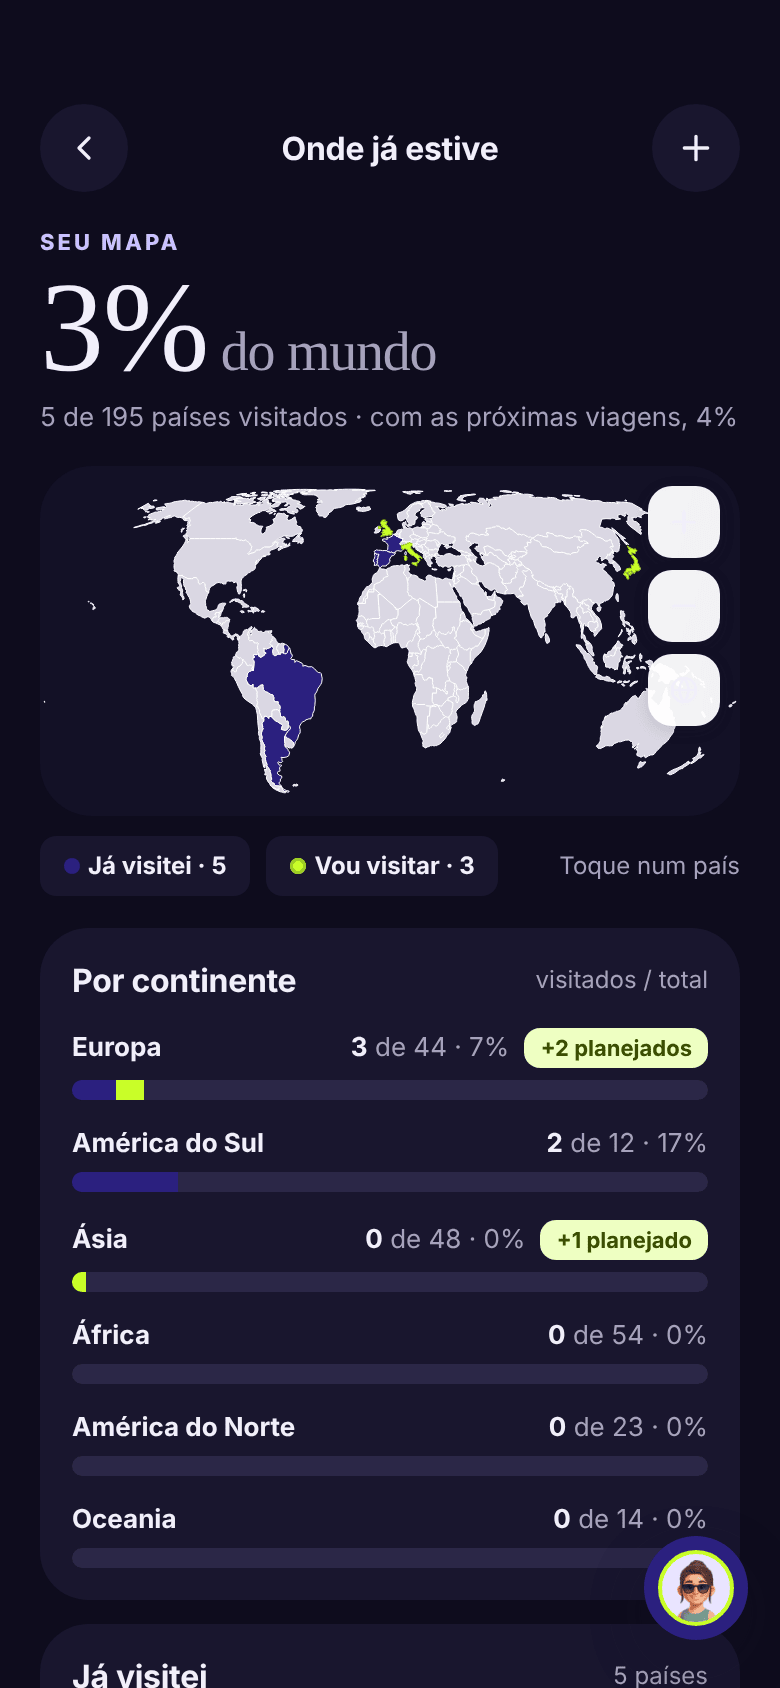 Onde já estive
SEU MAPA
3% do mundo
5 de 195 países visitados · com as próximas viagens, 4%
Já visitei · 5
Vou visitar · 3
Toque num país
Por continente
visitados / total
Europa
3 de 44 · 7%
+2 planejados
América do Sul
2 de 12 · 17%
Ásia
0 de 48 · 0%
+1 planejado
África
0 de 54 · 0%
América do Norte
0 de 23 · 0%
Oceania
0 de 14 · 0%
Já visitei
5 países